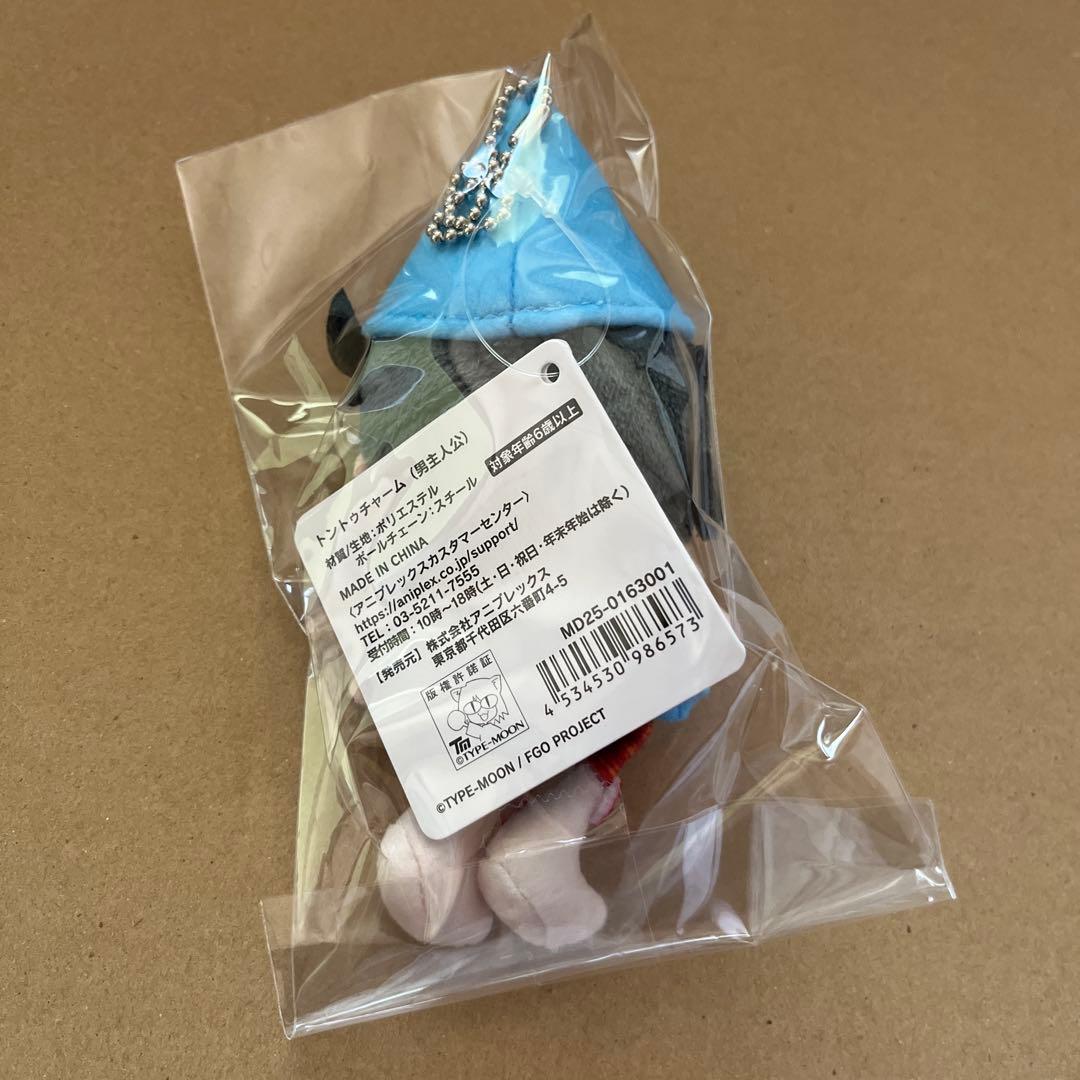 トントゥチャーム（男主人公）
対象年齢6歳以上
材質/生地：ポリエステル
ボールチェーン：スチール
MADE IN CHINA
〈アニプレックスカスタマーセンター〉
https://aniplex.co.jp/support/
TEL：03-5211-7555
受付時間：10時〜18時(土・日・祝日・年末年始は除く)
【発売元】株式会社アニプレックス
東京都千代田区六番町4-5
MD25-0163001
4 534530 986573
版権許諾証
TM
©TYPE-MOON
©TYPE-MOON / FGO PROJECT